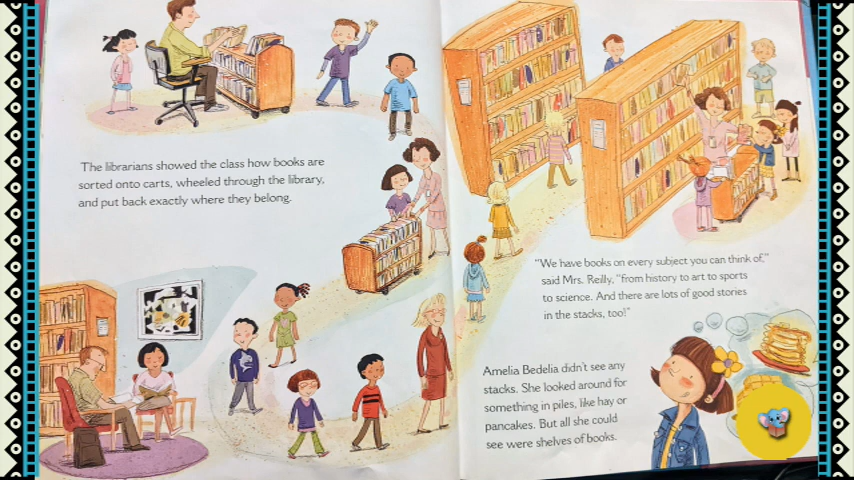 The librarians showed the class how books are
sorted onto carts, wheeled through the library,
and put back exactly where they belong.
“We have books on every subject you can think of,”
said Mrs. Reilly, “from history to art to sports
to science. And there are lots of good stories
in the stacks, too!”
Amelia Bedelia didn’t see any
stacks. She looked around for
something in piles, like hay or
pancakes. But all she could
see were shelves of books.